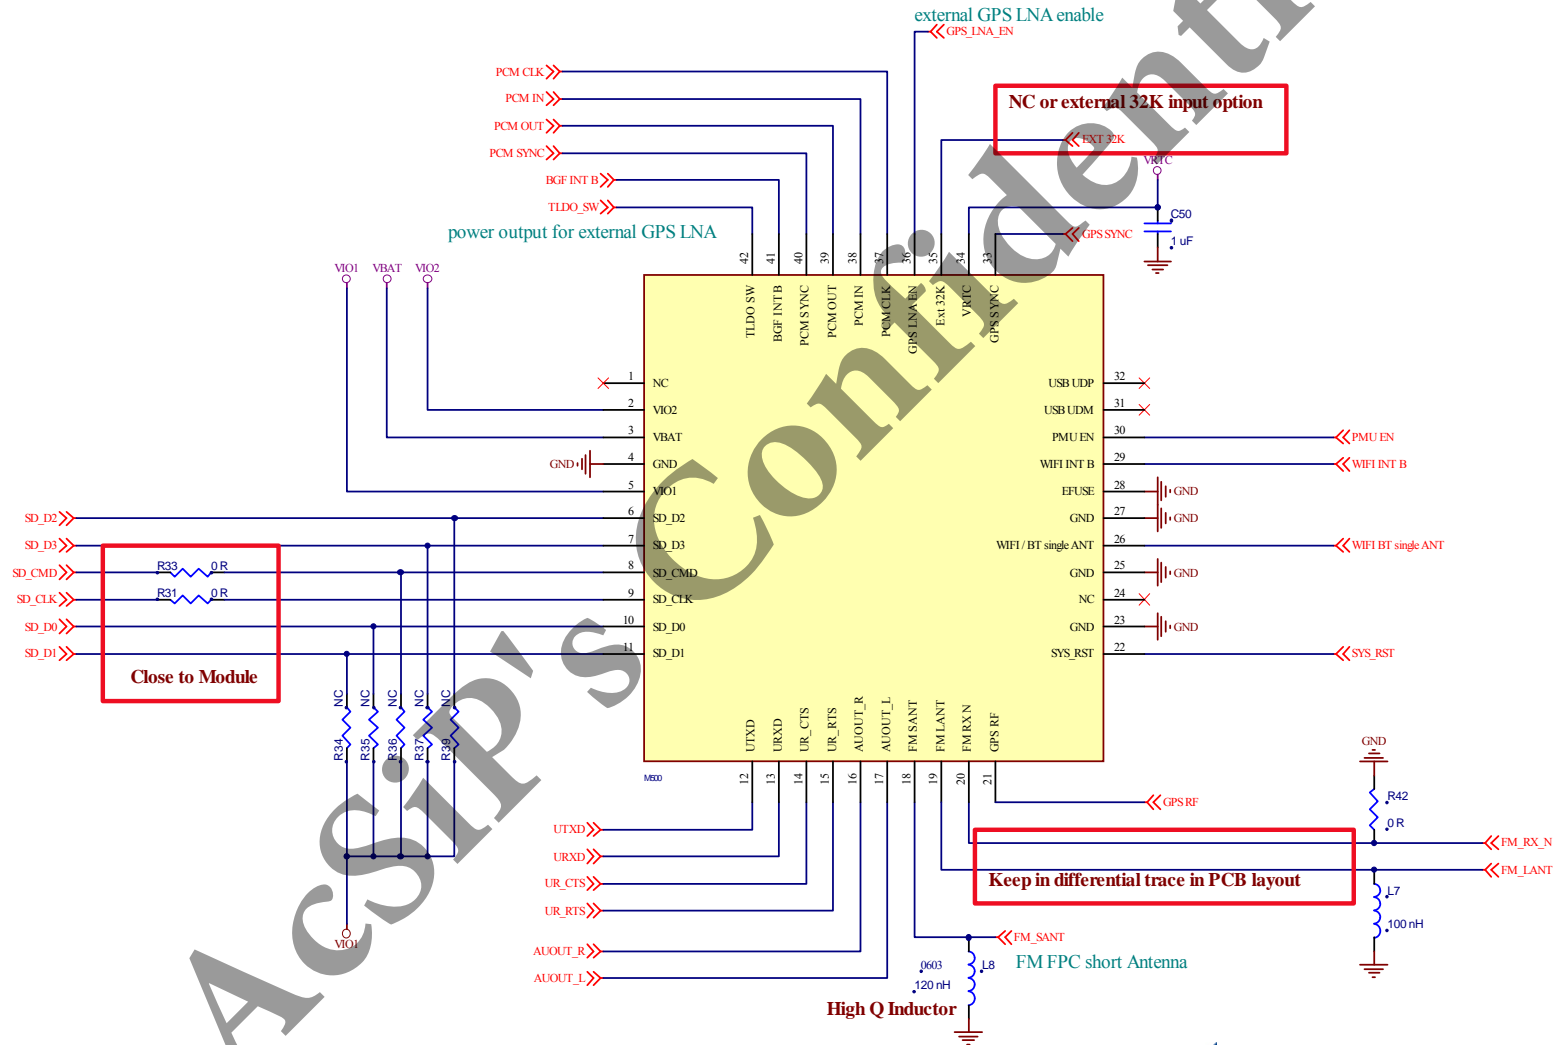 external GPS LNA enable
GPS_LNA_EN
PCM CLK
NC or external 32K input option
PCM IN
PCM OUT
EXT 32K
PCM SYNC
VRTC
BGF INT B
TLDO_SW
C50
1 uF
GPS SYNC
power output for external GPS LNA
VIO1 VBAT VIO2
42 41 40 39 38 37 36 35 34 33
TLDO SW
BGF INT B
PCM SYNC
PCM OUT
PCM IN
PCM CLK
GPS LNA EN
Ext 32K
VRTC
GPS SYNC
1 NC
2 VIO2
3 VBAT
GND 4 GND
5 VIO1
SD_D2 6 SD_D2
SD_D3 7 SD_D3
SD_CMD R33 0 R 8 SD_CMD
SD_CLK R31 0 R 9 SD_CLK
SD_D0 10 SD_D0
SD_D1 11 SD_D1
Close to Module
USB UDP 32
USB UDM 31
PMU EN 30 PMU EN
WIFI INT B 29 WIFI INT B
EFUSE 28 GND
GND 27 GND
WIFI / BT single ANT 26 WIFI BT single ANT
GND 25 GND
NC 24
GND 23 GND
SYS_RST 22 SYS_RST
NC NC NC NC NC
R34 R35 R36 R37 R39
VIO1
UTXD
URXD
UR_CTS
UR_RTS
AUOUT_R
AUOUT_L
FM SANT
FM LANT
FM RX N
GPS RF
M500
12 13 14 15 16 17 18 19 20 21
GND
R42
0 R
GPS RF
UTXD
FM_RX_N
URXD
FM_LANT
Keep in differential trace in PCB layout
UR_CTS
L7
100 nH
UR_RTS
FM_SANT
AUOUT_R
FM FPC short Antenna
0603
L8
120 nH
AUOUT_L
High Q Inductor
AcSip's Confidenti